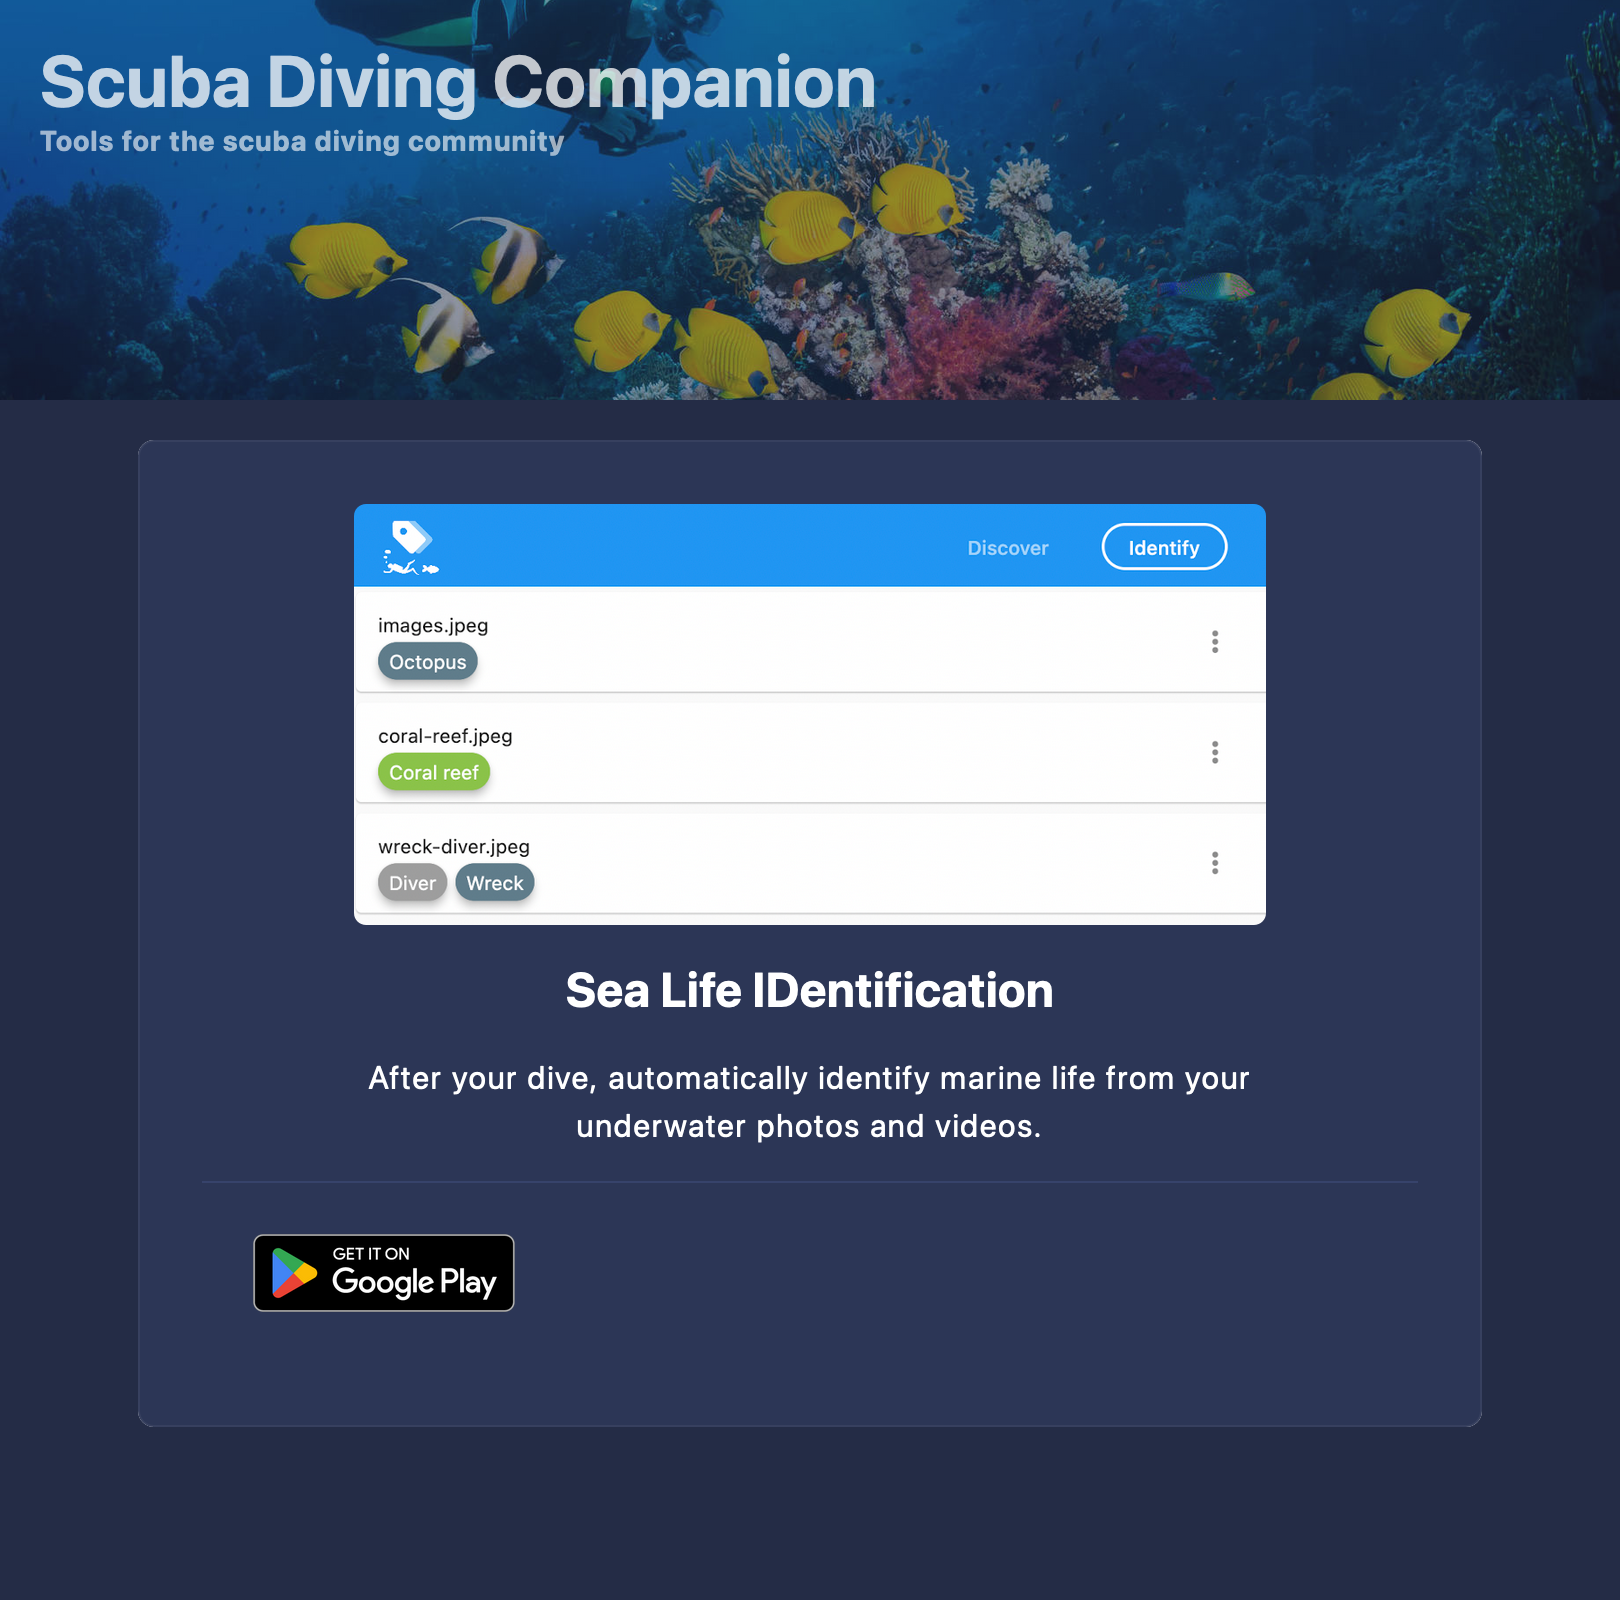 Scuba Diving Companion
Tools for the scuba diving community
Discover
Identify
images.jpeg
Octopus
coral-reef.jpeg
Coral reef
wreck-diver.jpeg
Diver
Wreck
Sea Life IDentification
After your dive, automatically identify marine life from your
underwater photos and videos.
GET IT ON
Google Play